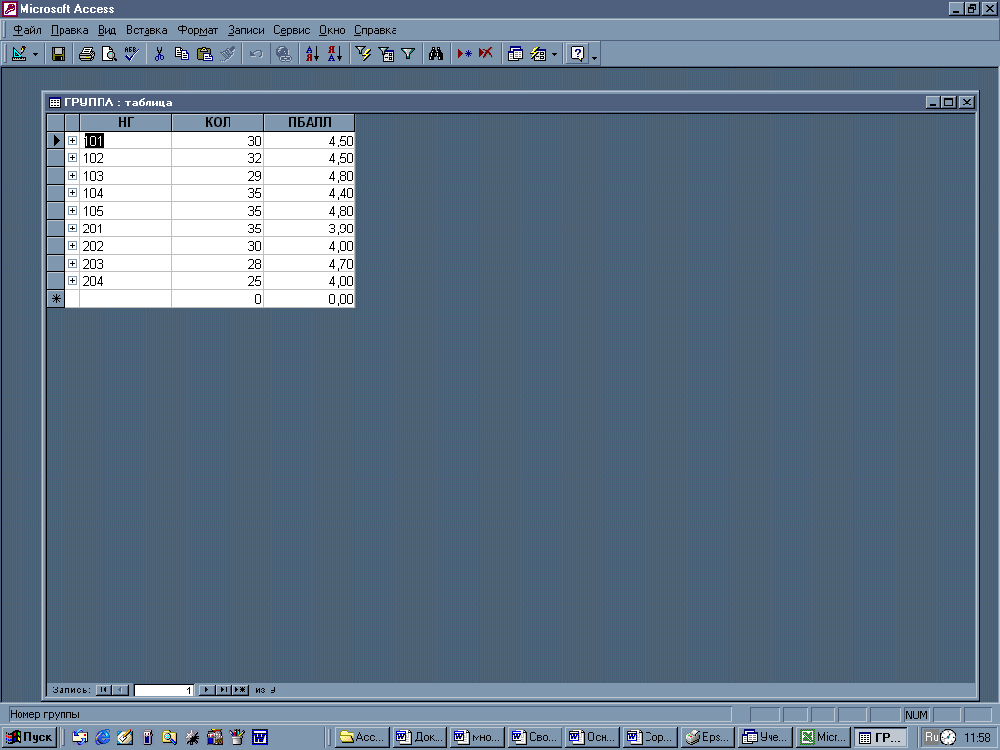 Microsoft Access
Файл Правка Вид Вставка Формат Записи Сервис Окно Справка
ГРУППА : таблица
НГ КОЛ ПБАЛЛ
101 30 4,50
102 32 4,50
103 29 4,80
104 35 4,40
105 35 4,80
201 35 3,90
202 30 4,00
203 28 4,70
204 25 4,00
0 0,00
Запись: 1 из 9
Номер группы NUM
Пуск Acc... Док... мно... Сво... Осн... Сор... Eps... Уче... Micr... ГР... Ru 11:58